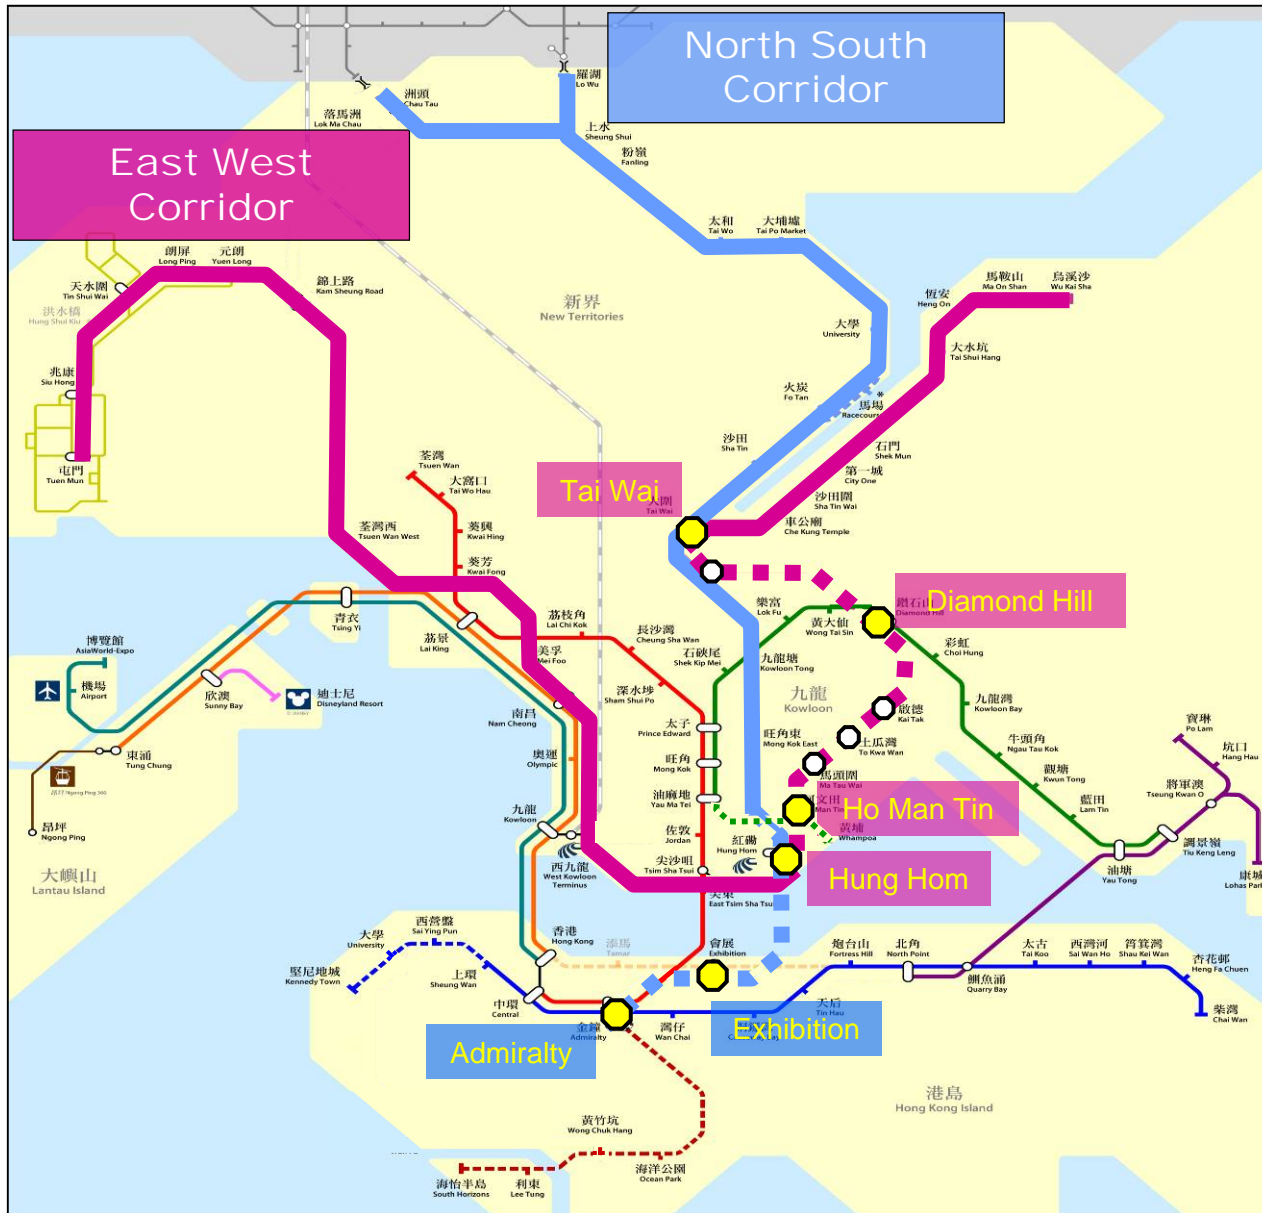 North South
Corridor
East West
Corridor
羅湖
Lo Wu
洲頭
Chau Tau
落馬洲
Lok Ma Chau
上水
Sheung Shui
粉嶺
Fanling
太和
Tai Wo
大埔墟
Tai Po Market
朗屏
Long Ping
元朗
Yuen Long
錦上路
Kam Sheung Road
天水圍
Tin Shui Wai
洪水橋
Hung Shui Kiu
新界
New Territories
馬鞍山
Ma On Shan
烏溪沙
Wu Kai Sha
恆安
Heng On
大學
University
大水坑
Tai Shui Hang
兆康
Siu Hong
火炭
Fo Tan
馬場
Racecourse
*
沙田
Sha Tin
石門
Shek Mun
屯門
Tuen Mun
荃灣
Tsuen Wan
大窩口
Tai Wo Hau
第一城
City One
Tai Wai
大圍
Tai Wai
沙田圍
Sha Tin Wai
車公廟
Che Kung Temple
荃灣西
Tsuen Wan West
葵興
Kwai Hing
葵芳
Kwai Fong
Diamond Hill
鑽石山
Diamond Hill
樂富
Lok Fu
黃大仙
Wong Tai Sin
青衣
Tsing Yi
荔景
Lai King
荔枝角
Lai Chi Kok
長沙灣
Cheung Sha Wan
石硤尾
Shek Kip Mei
九龍塘
Kowloon Tong
彩虹
Choi Hung
博覽館
AsiaWorld-Expo
機場
Airport
欣澳
Sunny Bay
迪士尼
Disneyland Resort
美孚
Mei Foo
深水埗
Sham Shui Po
九龍
Kowloon
啟德
Kai Tak
九龍灣
Kowloon Bay
南昌
Nam Cheong
太子
Prince Edward
旺角東
Mong Kok East
土瓜灣
To Kwa Wan
牛頭角
Ngau Tau Kok
寶琳
Po Lam
坑口
Hang Hau
東涌
Tung Chung
昂坪 Ngong Ping 360
奧運
Olympic
旺角
Mong Kok
馬頭圍
Ma Tau Wai
觀塘
Kwun Tong
將軍澳
Tseung Kwan O
昂坪
Ngong Ping
九龍
Kowloon
油麻地
Yau Ma Tei
Ho Man Tin
文田
Man Tin
藍田
Lam Tin
佐敦
Jordan
紅磡
Hung Hom
黃埔
Whampoa
調景嶺
Tiu Keng Leng
大嶼山
Lantau Island
西九龍
West Kowloon
Terminus
尖沙咀
Tsim Sha Tsui
Hung Hom
油塘
Yau Tong
康城
Lohas Park
尖東
East Tsim Sha Tsui
西營盤
Sai Ying Pun
大學
University
香港
Hong Kong
添馬
Tamar
會展
Exhibition
炮台山
Fortress Hill
北角
North Point
太古
Tai Koo
西灣河
Sai Wan Ho
筲箕灣
Shau Kei Wan
杏花邨
Heng Fa Chuen
堅尼地城
Kennedy Town
上環
Sheung Wan
鰂魚涌
Quarry Bay
中環
Central
金鐘
Admiralty
灣仔
Wan Chai
天后
Tin Hau
柴灣
Chai Wan
Admiralty
Exhibition
港島
Hong Kong Island
黃竹坑
Wong Chuk Hang
海洋公園
Ocean Park
海怡半島
South Horizons
利東
Lee Tung